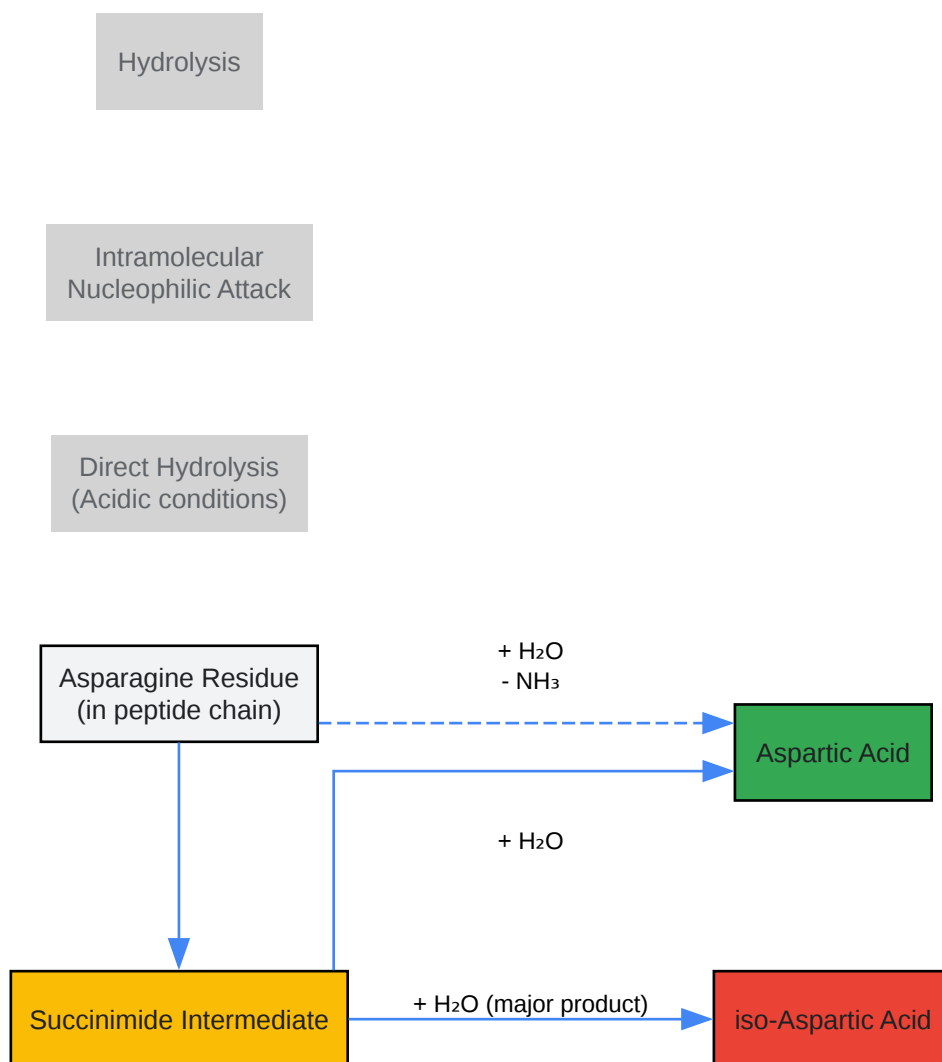 Hydrolysis
Intramolecular
Nucleophilic Attack
Direct Hydrolysis
(Acidic conditions)
Asparagine Residue
(in peptide chain)
+ H₂O
- NH₃
Aspartic Acid
+ H₂O
Succinimide Intermediate
+ H₂O (major product)
iso-Aspartic Acid